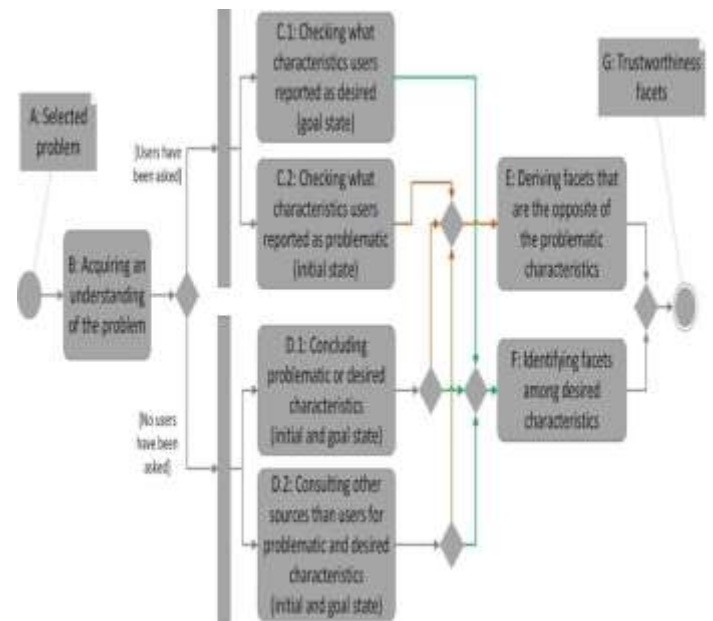 A: Selected
problem
B: Acquiring an
understanding
of the problem
[Users have
been asked]
[No users
have been
asked]
C.1: Checking what
characteristics users
reported as desired
(goal state)
C.2: Checking what
characteristics users
reported as problematic
(initial state)
D.1: Concluding
problematic or desired
characteristics
(initial and goal state)
D.2: Consulting other
sources than users for
problematic and desired
characteristics
(initial and goal state)
E: Deriving facets that
are the opposite of
the problematic
characteristics
F: Identifying facets
among desired
characteristics
G: Trustworthiness
facets